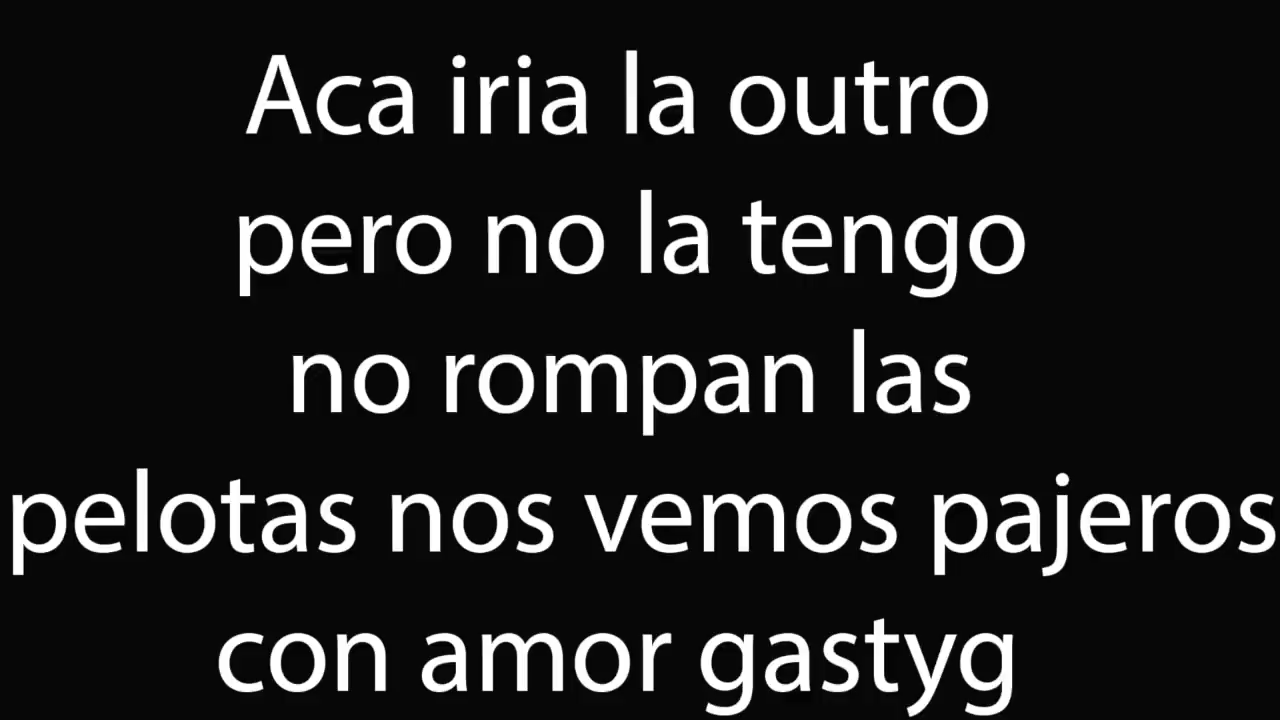 Aca iria la outro
pero no la tengo
no rompan las
pelotas nos vemos pajeros
con amor gastyg